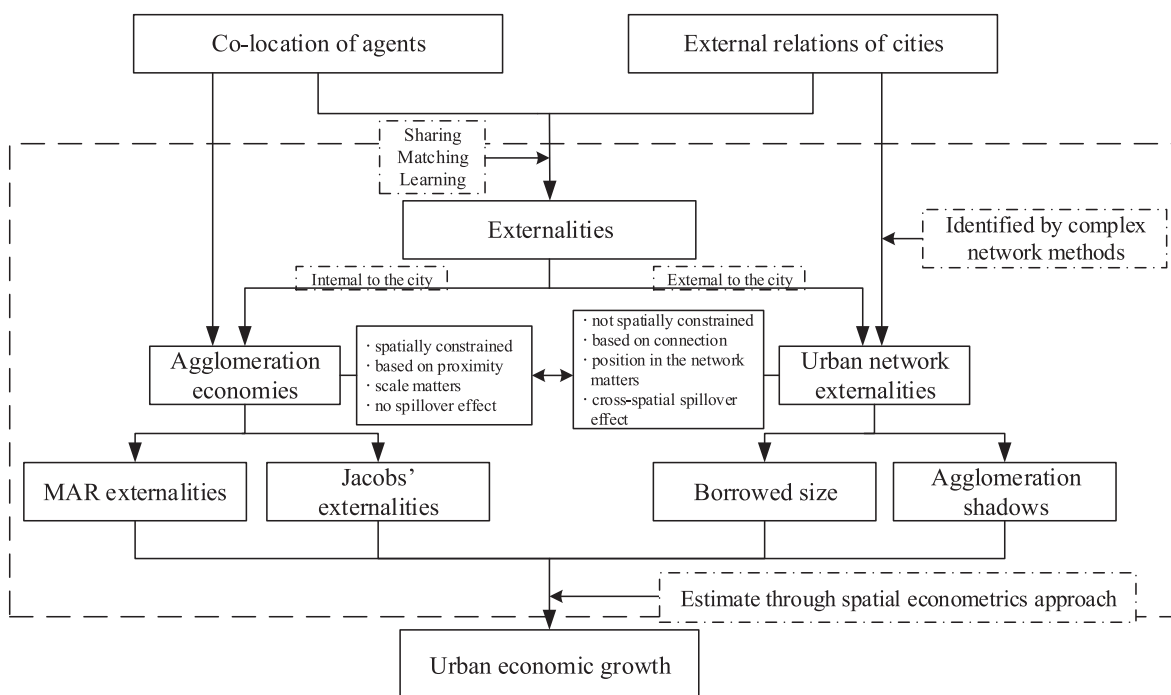 Co-location of agents
External relations of cities
Sharing
Matching
Learning
Externalities
Identified by complex
network methods
Internal to the city
External to the city
Agglomeration
economies
· spatially constrained
· based on proximity
· scale matters
· no spillover effect
· not spatially constrained
· based on connection
· position in the network
matters
· cross-spatial spillover
effect
Urban network
externalities
MAR externalities
Jacobs’
externalities
Borrowed size
Agglomeration
shadows
Estimate through spatial econometrics approach
Urban economic growth